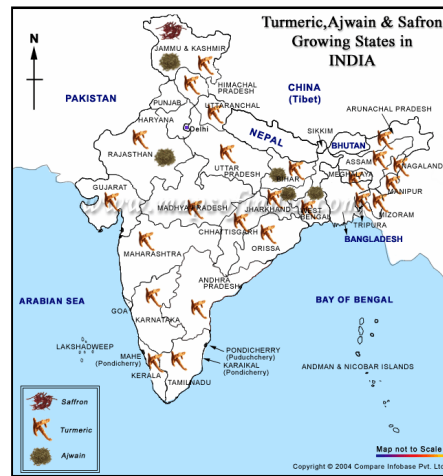 Turmeric,Ajwain & Safron
Growing States in
INDIA
N
JAMMU & KASHMIR
HIMACHAL
PRADESH
CHINA
(Tibet)
PAKISTAN
PUNJAB
UTTARANCHAL
HARYANA
Delhi
ARUNACHAL PRADESH
NEPAL
SIKKIM
BHUTAN
RAJASTHAN
UTTAR
PRADESH
ASSAM
NAGALAND
BIHAR
MEGHALAYA
MANIPUR
GUJARAT
MADHYA PRADESH
JHARKHAND
WEST
BENGAL
MIZORAM
TRIPURA
CHHATTISGARH
BANGLADESH
ORISSA
MAHARASHTRA
ANDHRA
PRADESH
ARABIAN SEA
BAY OF BENGAL
GOA
KARNATAKA
LAKSHADWEEP
MAHE
(Pondicherry)
PONDICHERRY
(Puduchchery)
KARAIKAL
(Pondicherry)
KERALA
TAMILNADU
ANDMAN & NICOBAR ISLANDS
Saffron
Turmeric
Ajwain
Map not to Scale
Copyright © 2004 Compare Infobase Pvt. Ltd